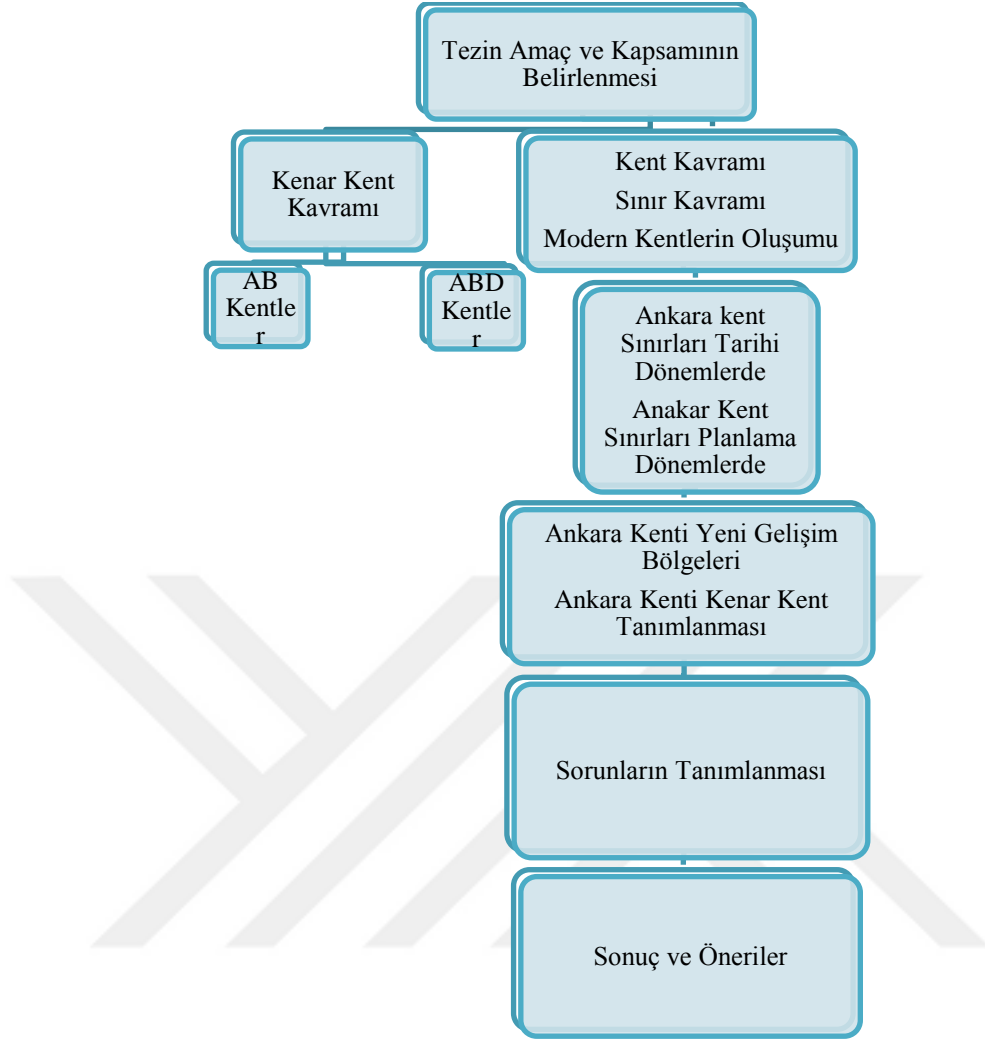 Tezin Amaç ve Kapsamının
Belirlenmesi
Kenar Kent
Kavramı
Kent Kavramı
Sınır Kavramı
Modern Kentlerin Oluşumu
AB
Kentle
r
ABD
Kentle
r
Ankara kent
Sınırları Tarihi
Dönemlerde
Anakar Kent
Sınırları Planlama
Dönemlerde
Ankara Kenti Yeni Gelişim
Bölgeleri
Ankara Kenti Kenar Kent
Tanımlanması
Sorunların Tanımlanması
Sonuç ve Öneriler